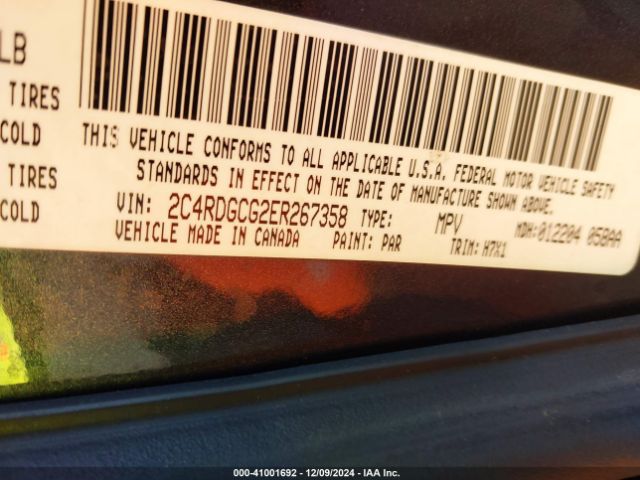 LB
TIRES
COLD
THIS VEHICLE CONFORMS TO ALL APPLICABLE U.S.A. FEDERAL MOTOR VEHICLE SAFETY
STANDARDS IN EFFECT ON THE DATE OF MANUFACTURE SHOWN ABOVE.
TIRES
COLD
VIN: 2C4RDGCG2ER267358 TYPE: MPV MDH:012204 058AA
VEHICLE MADE IN CANADA PAINT: PAR TRIM: H7X1
000-41001692 - 12/09/2024 - IAA Inc.